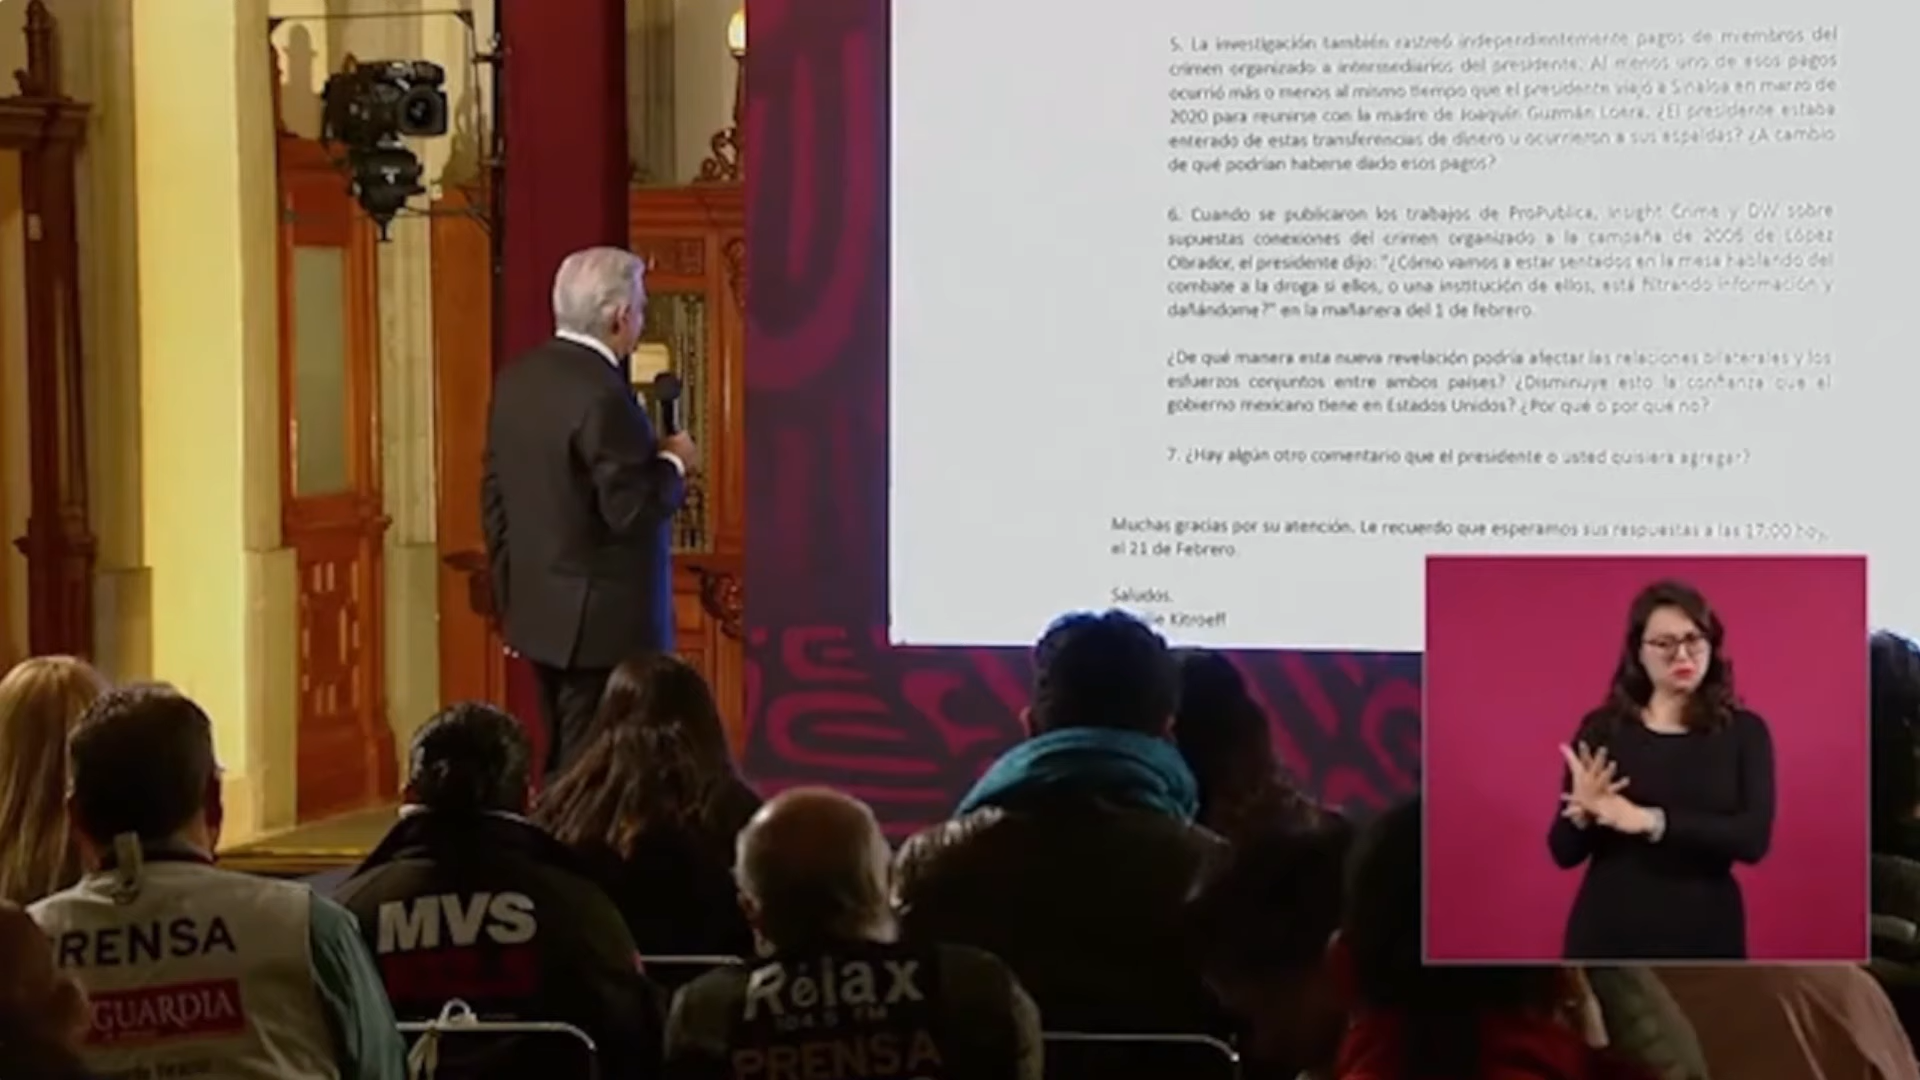 5. La investigación también rastreó independientemente pagos de miembros del
crimen organizado a intermediarios del presidente. Al menos uno de esos pagos
ocurrió más o menos al mismo tiempo que el presidente viajó a Sinaloa en marzo de
2020 para reunirse con la madre de Joaquín Guzmán Loera. ¿El presidente estaba
enterado de estas transferencias de dinero u ocurrieron a sus espaldas? ¿A cambio
de qué podrían haberse dado esos pagos?
6. Cuando se publicaron los trabajos de ProPublica, Insight Crime y DW sobre
supuestas conexiones del crimen organizado a la campaña de 2006 de López
Obrador, el presidente dijo: "¿Cómo vamos a estar sentados en la mesa hablando del
combate a la droga si ellos, o una institución de ellos, está filtrando información y
dañándome?" en la mañanera del 1 de febrero.
¿De qué manera esta nueva revelación podría afectar las relaciones bilaterales y los
esfuerzos conjuntos entre ambos países? ¿Disminuye esto la confianza que el
gobierno mexicano tiene en Estados Unidos? ¿Por qué o por qué no?
7. ¿Hay algún otro comentario que el presidente o usted quisiera agregar?
Muchas gracias por su atención. Le recuerdo que esperamos sus respuestas a las 17:00 hoy,
el 21 de Febrero.
Saludos.
Kitroeff
PRENSA
GUARDIA
MVS
Relax
104.5 FM
PRENSA